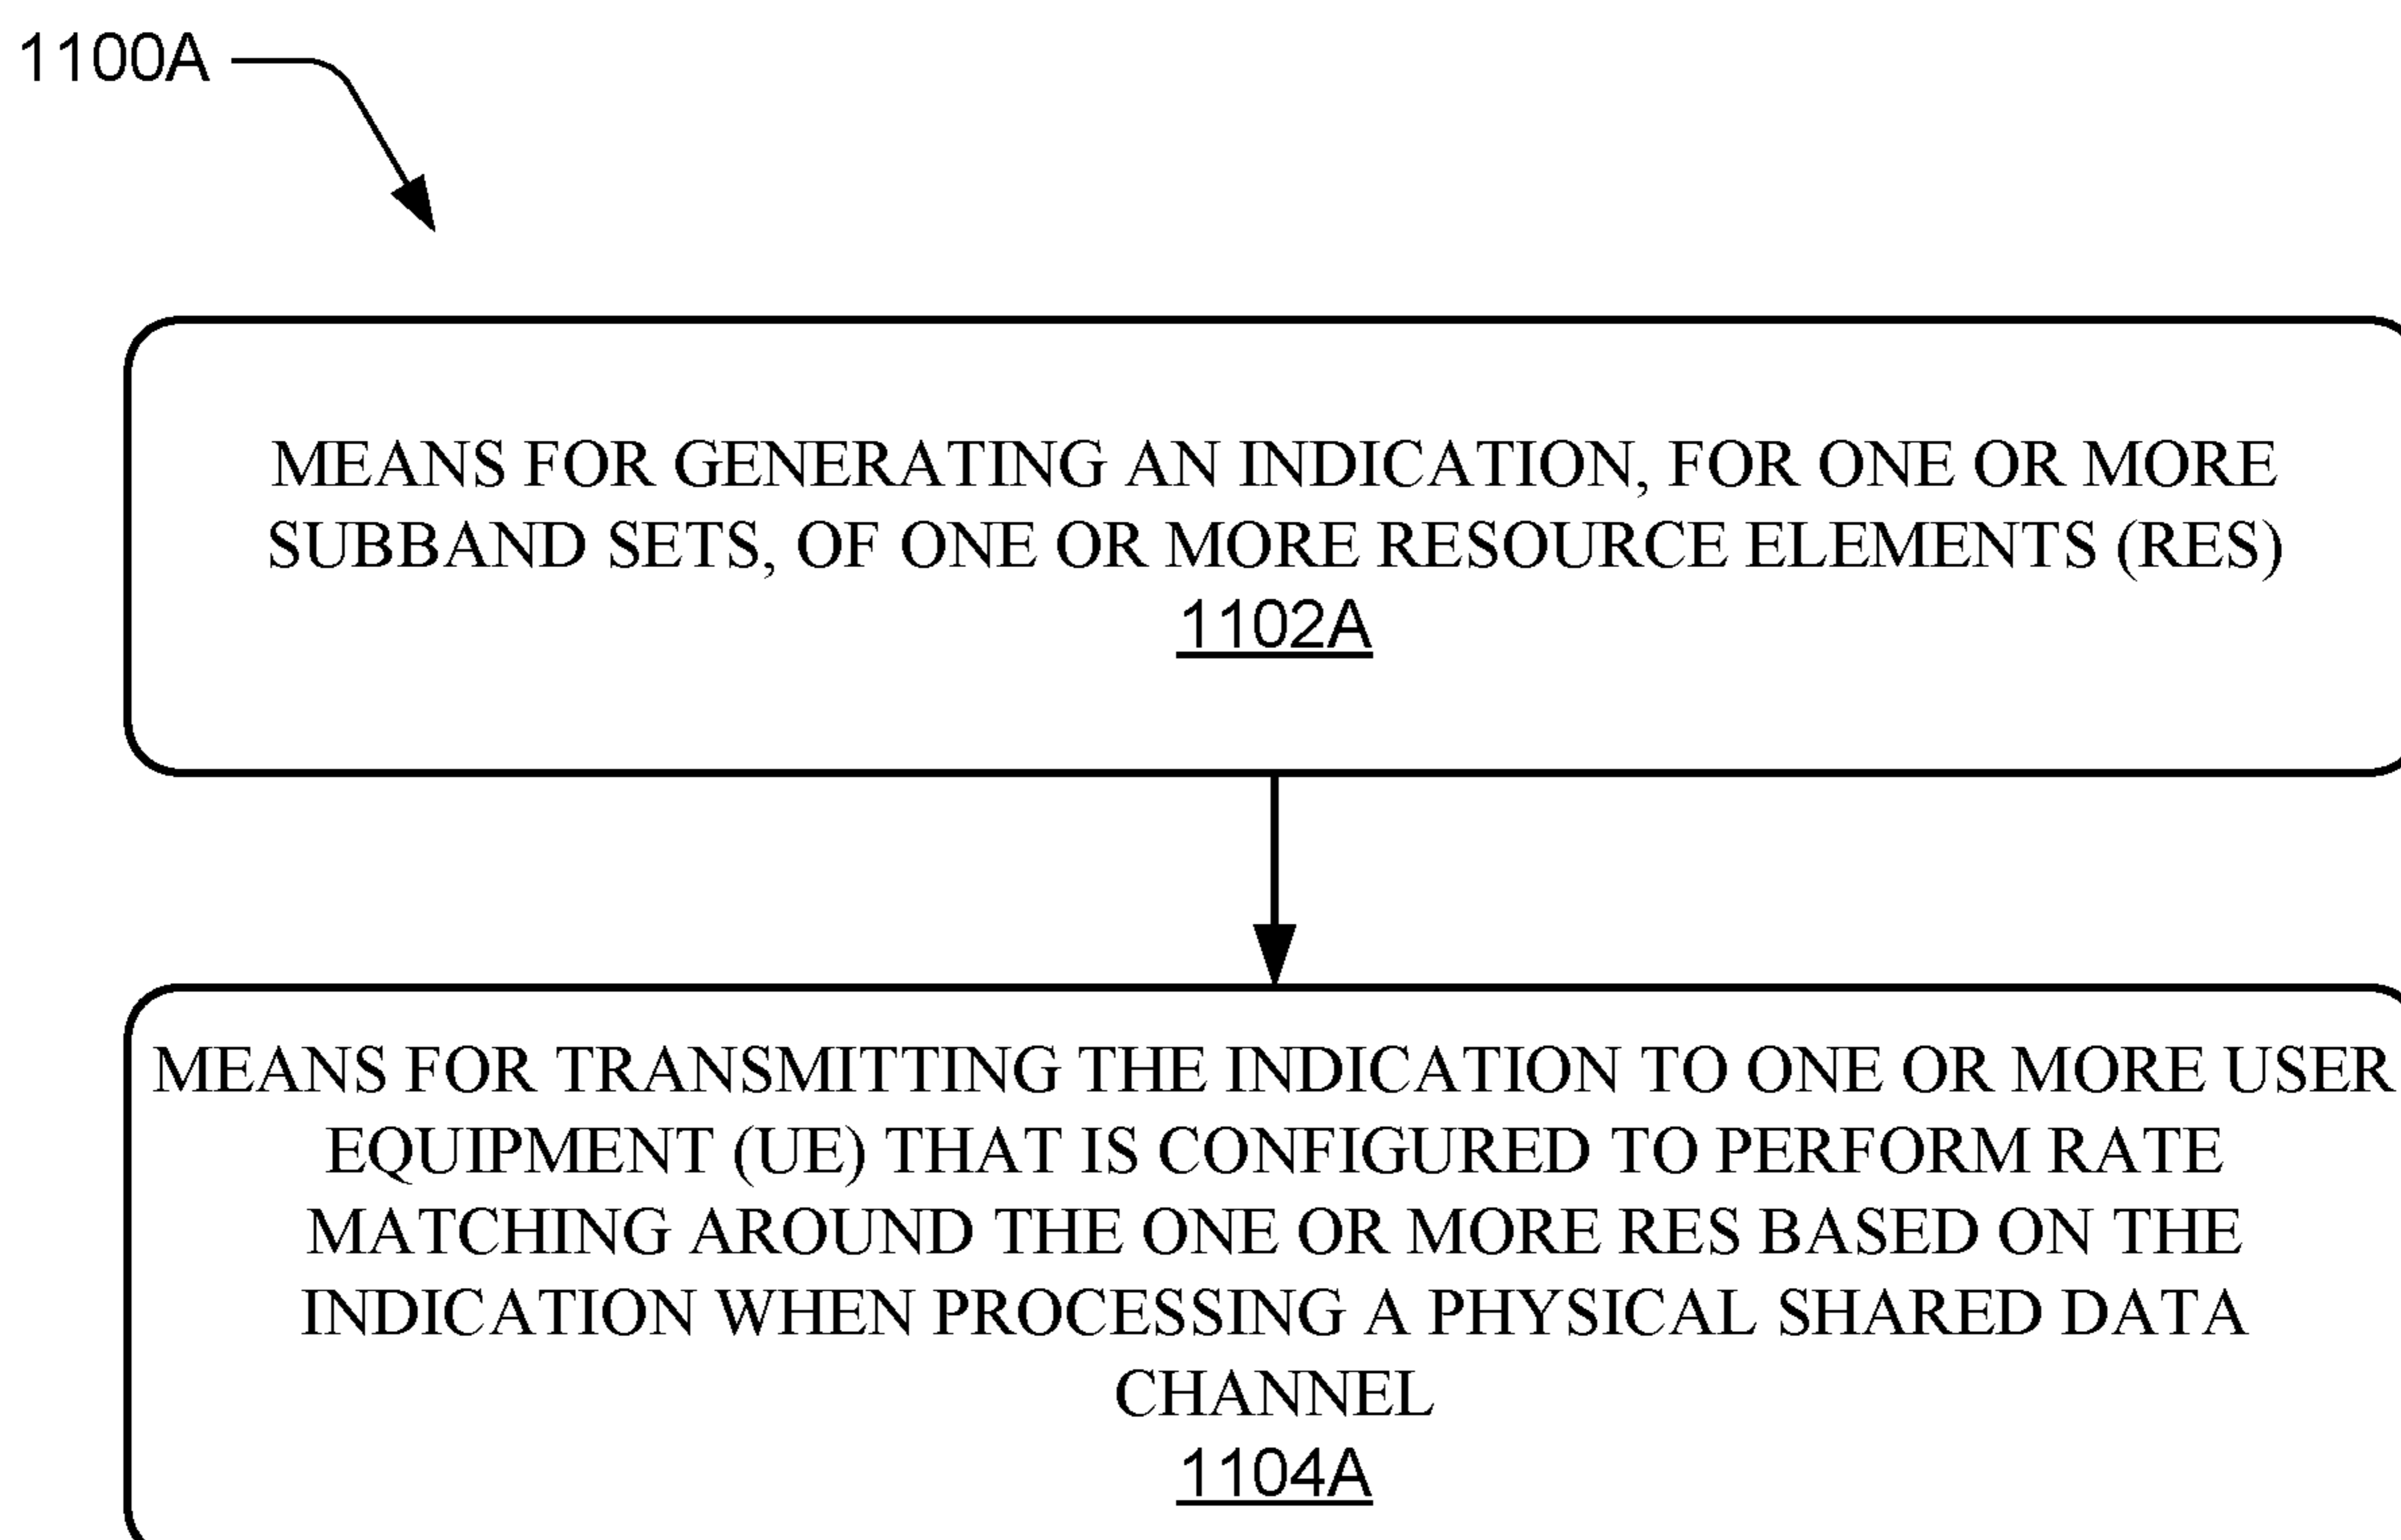 1100A
MEANS FOR GENERATING AN INDICATION, FOR ONE OR MORE
SUBBAND SETS, OF ONE OR MORE RESOURCE ELEMENTS (RES)
1102A
MEANS FOR TRANSMITTING THE INDICATION TO ONE OR MORE USER
EQUIPMENT (UE) THAT IS CONFIGURED TO PERFORM RATE
MATCHING AROUND THE ONE OR MORE RES BASED ON THE
INDICATION WHEN PROCESSING A PHYSICAL SHARED DATA
CHANNEL
1104A